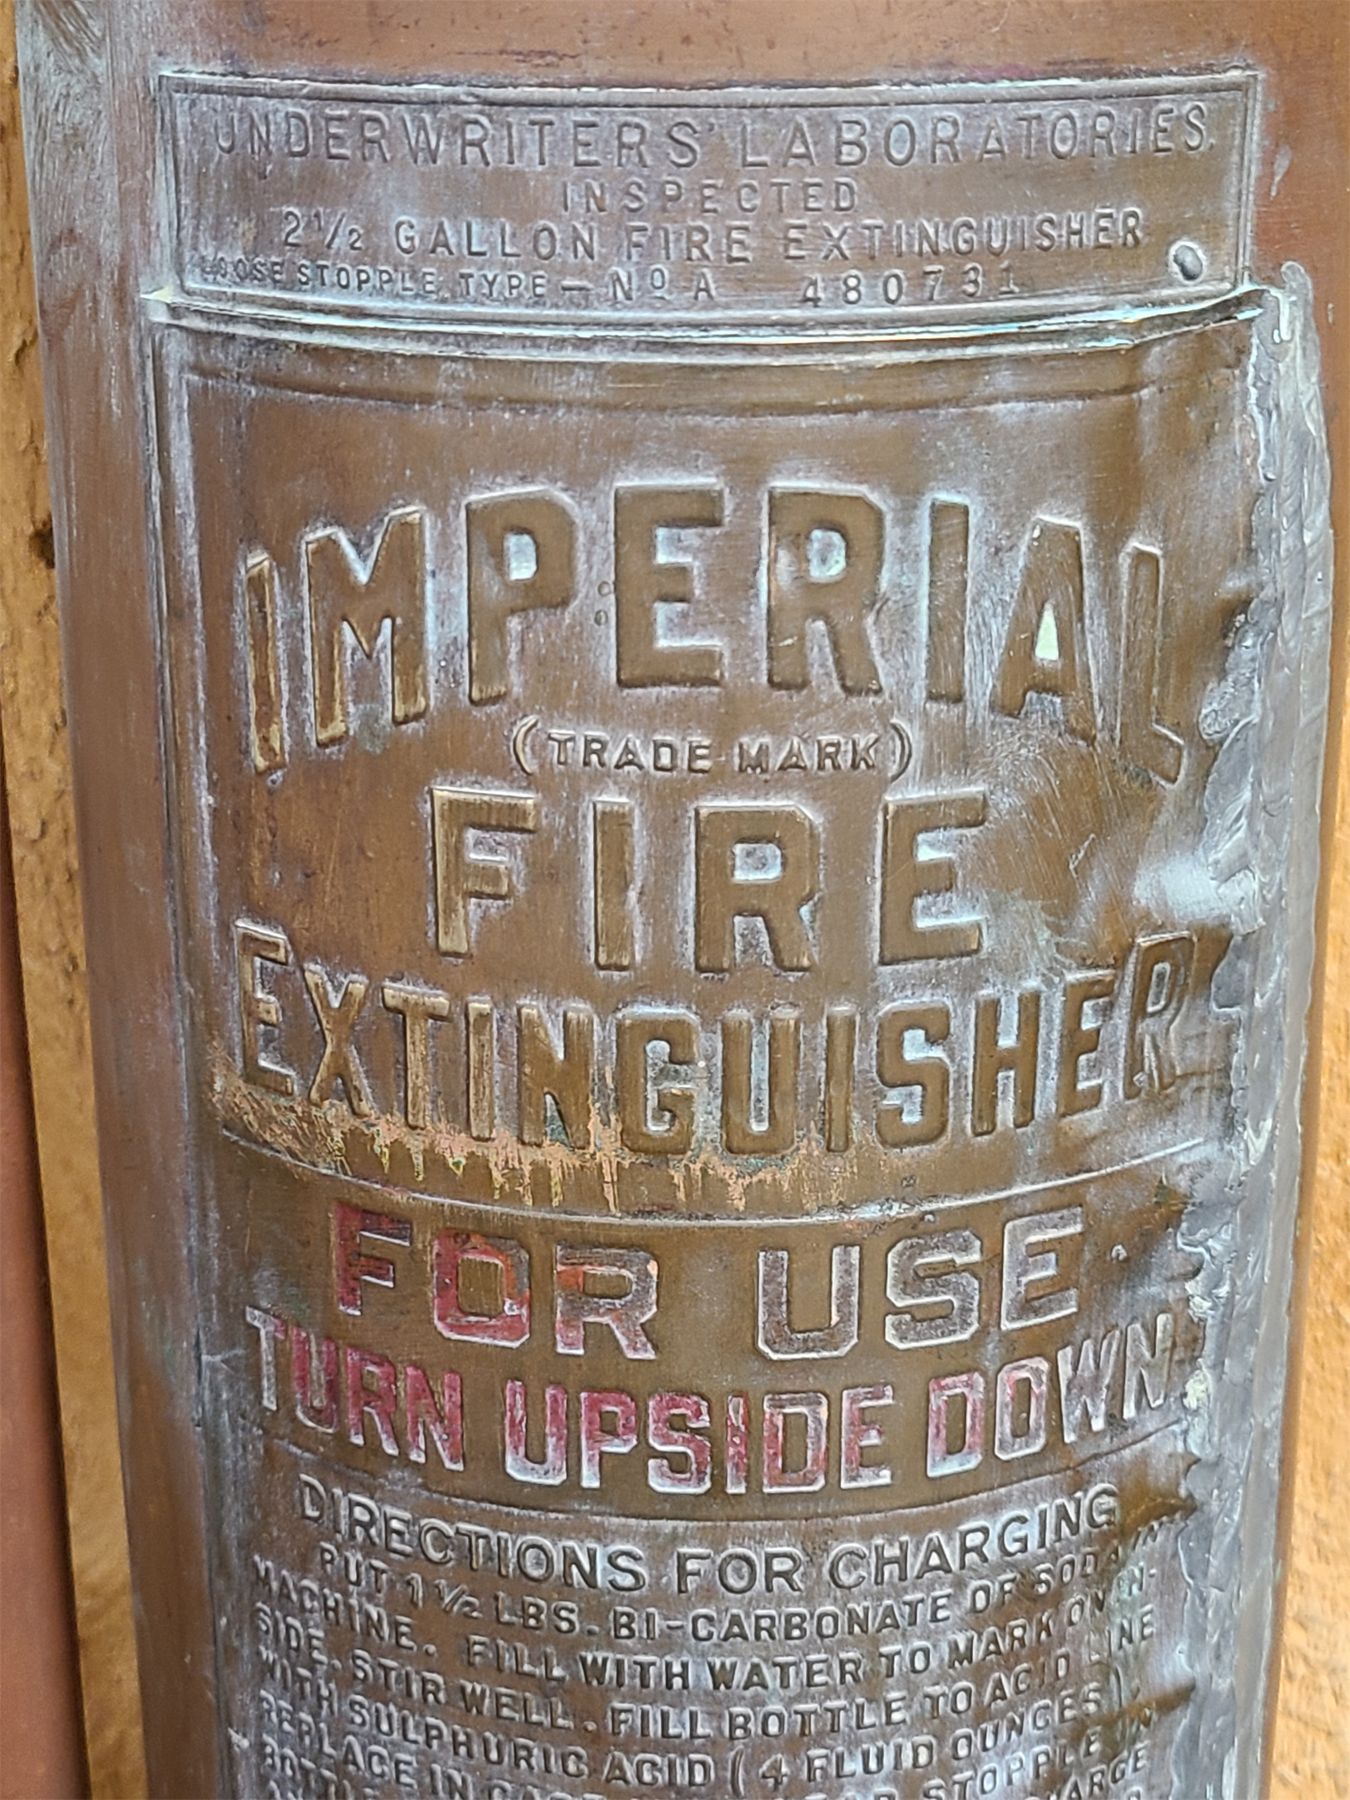 UNDERWRITERS' LABORATORIES.
INSPECTED
2½ GALLON FIRE EXTINGUISHER
LOOSE STOPPLE TYPE — Nº A 480731
IMPERIAL
(TRADE MARK)
FIRE
EXTINGUISHER
FOR USE
TURN UPSIDE DOWN
DIRECTIONS FOR CHARGING
PUT 1½ LBS. BI-CARBONATE OF SODA IN
MACHINE. FILL WITH WATER TO MARK ON IN-
SIDE. STIR WELL. FILL BOTTLE TO ACID LINE
WITH SULPHURIC ACID (4 FLUID OUNCES),
REPLACE IN STOPPLE IN
BOTTLE